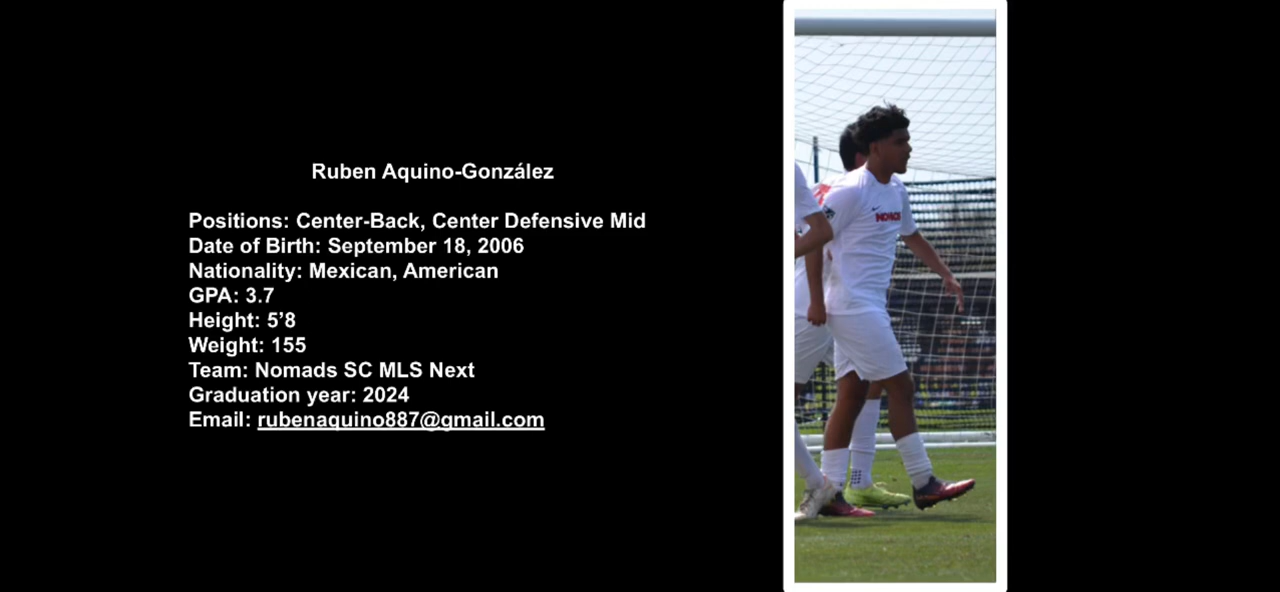 Ruben Aquino-González
Positions: Center-Back, Center Defensive Mid
Date of Birth: September 18, 2006
Nationality: Mexican, American
GPA: 3.7
Height: 5’8
Weight: 155
Team: Nomads SC MLS Next
Graduation year: 2024
Email: rubenaquino887@gmail.com